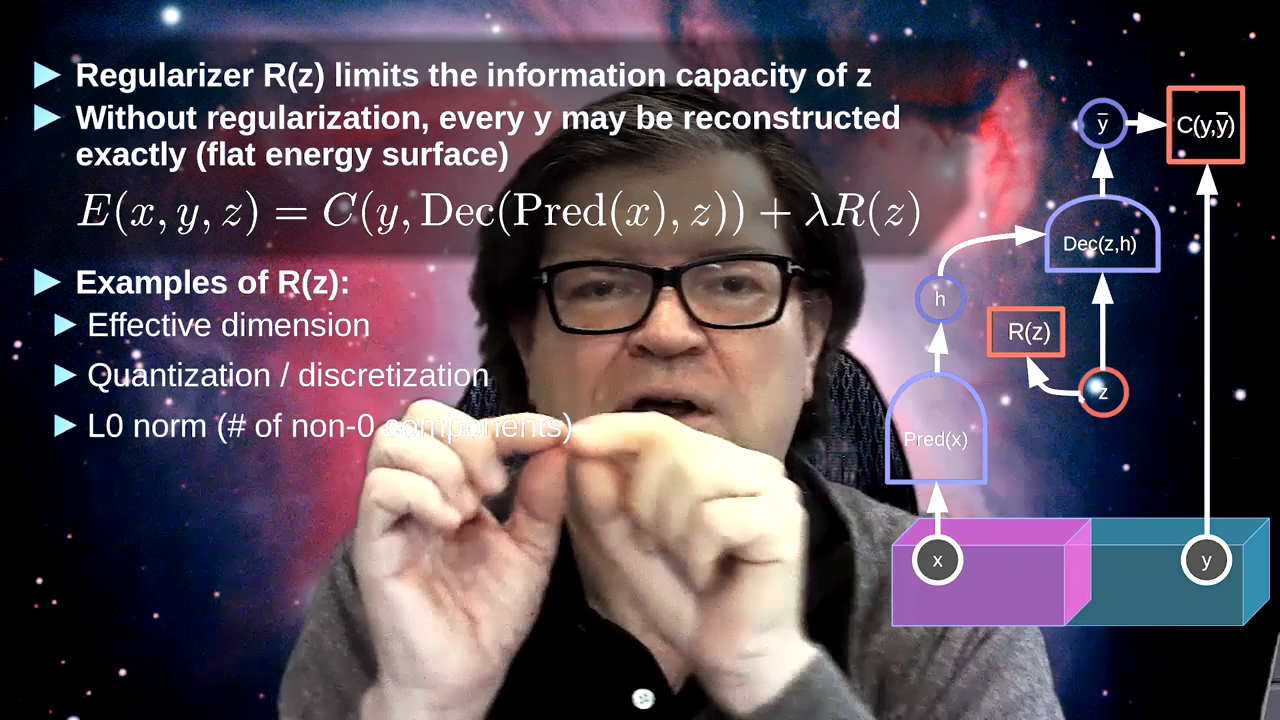 Regularizer R(z) limits the information capacity of z
Without regularization, every y may be reconstructed
exactly (flat energy surface)
E(x, y, z) = C(y, Dec(Pred(x), z)) + λR(z)
Examples of R(z):
Effective dimension
Quantization / discretization
L0 norm (# of non-0 components)
ȳ
C(y,ȳ)
Dec(z,h)
h
R(z)
z
Pred(x)
x
y